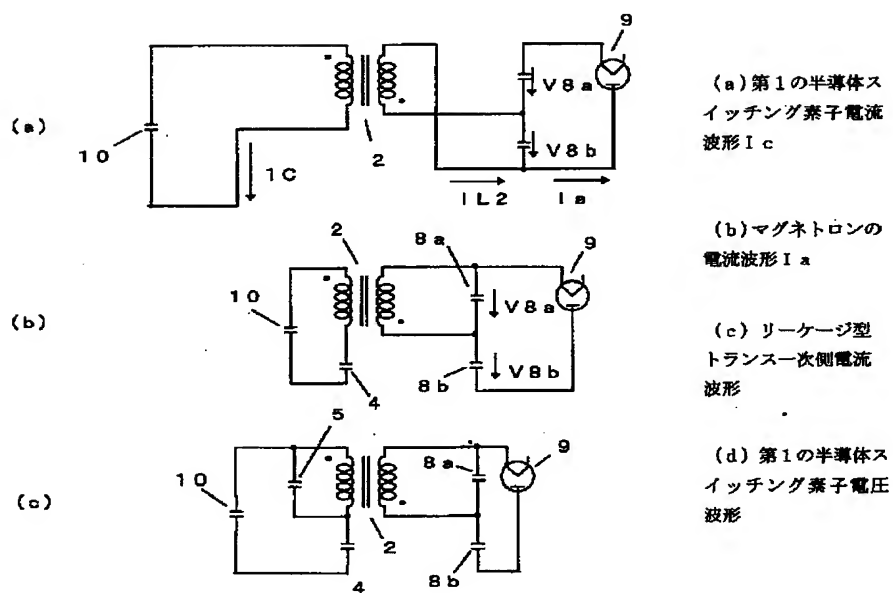 9
V8a
(a)
10
V8b
1C
2
IL2
Ia
(a)第1の半導体ス
イッチング素子電流
波形Ic
2
8a
9
10
V8a
(b)
V8b
4
8b
(b)マグネトロンの
電流波形Ia
(c)リーケージ型
トランス一次側電流
波形
5
8a
9
10
(c)
2
4
8b
(d)第1の半導体ス
イッチング素子電圧
波形